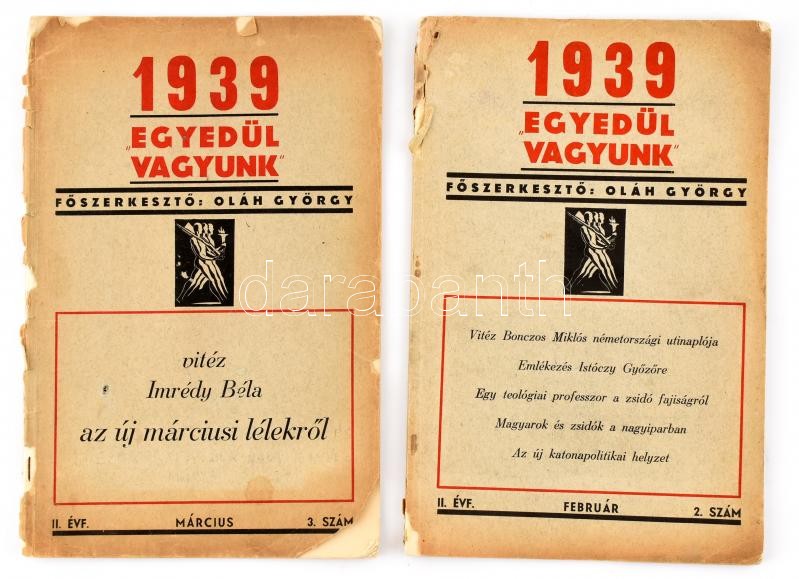 1939
"EGYEDÜL
VAGYUNK"
FŐSZERKESZTŐ: OLÁH GYÖRGY
vitéz
Imrédy Béla
az új márciusi lélekről
II. ÉVF. MÁRCIUS 3. SZÁM
1939
"EGYEDÜL
VAGYUNK"
FŐSZERKESZTŐ: OLÁH GYÖRGY
Vitéz Bonczos Miklós németországi utinaplója
Emlékezés Istóczy Győzőre
Egy teológiai professzor a zsidó fajiságról
Magyarok és zsidók a nagyiparban
Az új katonapolitikai helyzet
II. ÉVF. FEBRUÁR 2. SZÁM
darabanth